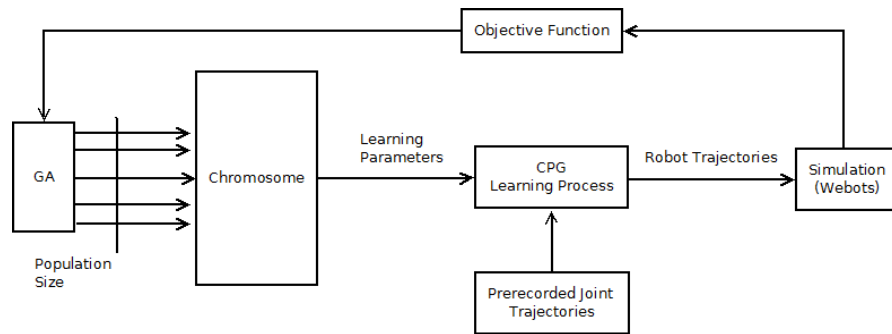 Objective Function
GA
Population
Size
Chromosome
Learning
Parameters
CPG
Learning Process
Robot Trajectories
Simulation
(Webots)
Prerecorded Joint
Trajectories